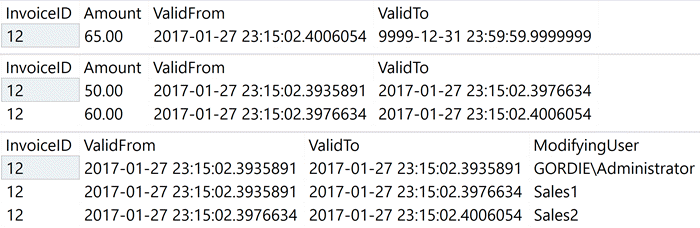 InvoiceID Amount ValidFrom ValidTo
12 65.00 2017-01-27 23:15:02.4006054 9999-12-31 23:59:59.9999999
InvoiceID Amount ValidFrom ValidTo
12 50.00 2017-01-27 23:15:02.3935891 2017-01-27 23:15:02.3976634
12 60.00 2017-01-27 23:15:02.3976634 2017-01-27 23:15:02.4006054
InvoiceID ValidFrom ValidTo ModifyingUser
12 2017-01-27 23:15:02.3935891 2017-01-27 23:15:02.3935891 GORDIE\Administrator
12 2017-01-27 23:15:02.3935891 2017-01-27 23:15:02.3976634 Sales1
12 2017-01-27 23:15:02.3976634 2017-01-27 23:15:02.4006054 Sales2